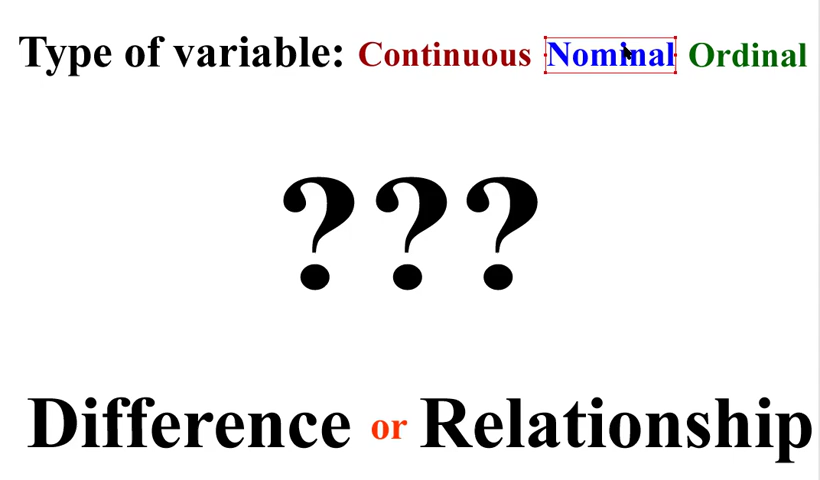 Type of variable: Continuous Nominal Ordinal
???
Difference or Relationship